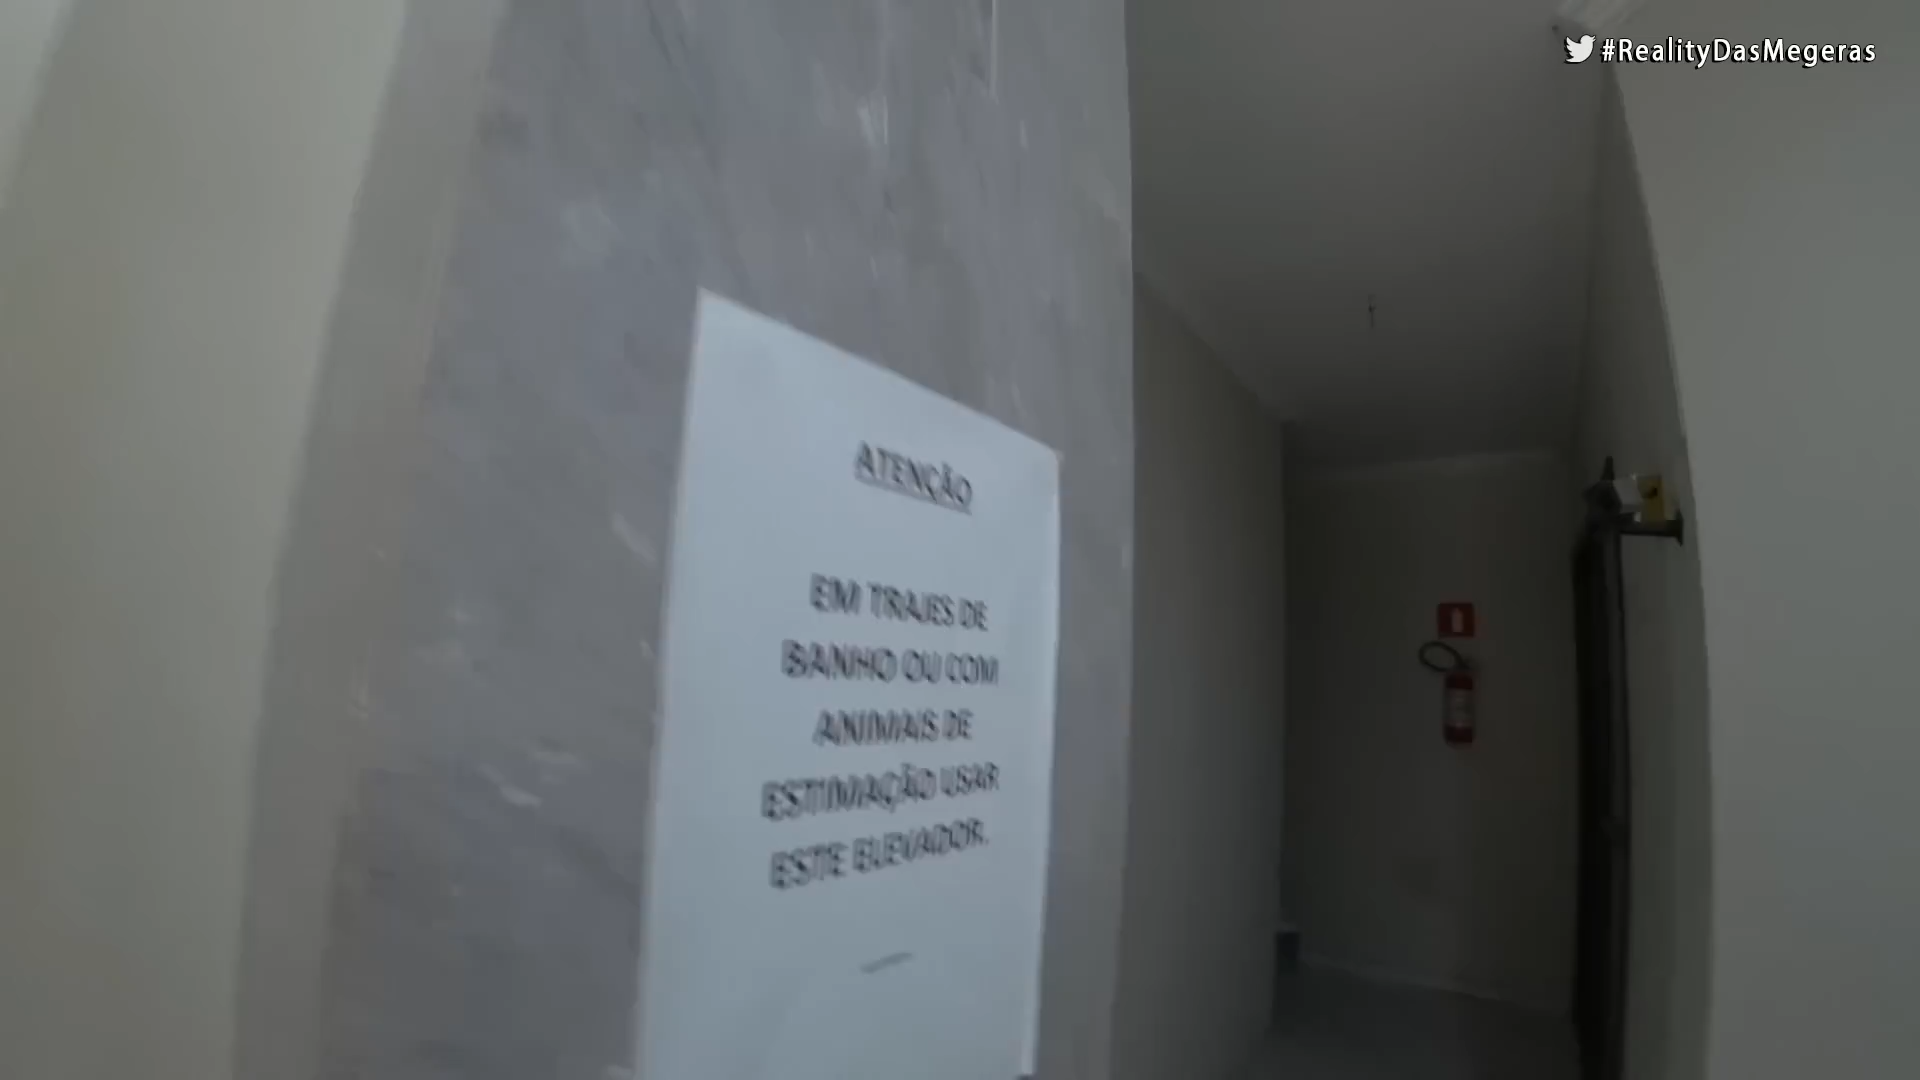 #RealityDasMegeras
ATENÇÃO
EM TRAJES DE
BANHO OU COM
ANIMAIS DE
ESTIMAÇÃO USAR
ESTE ELEVADOR.